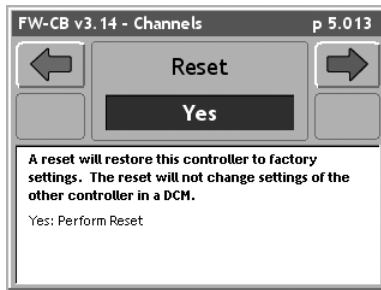 FW-CB v3.14 - Channels p 5.013
Reset
Yes
A reset will restore this controller to factory
settings. The reset will not change settings of the
other controller in a DCM.
Yes: Perform Reset